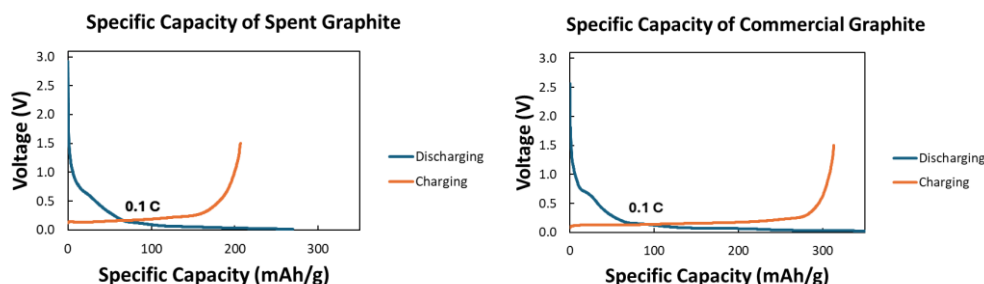 Specific Capacity of Spent Graphite
3.0
2.5
2.0
1.5
1.0
0.5
0.0
Voltage (V)
0.1 C
0
100
200
300
Specific Capacity (mAh/g)
Discharging
Charging
Specific Capacity of Commercial Graphite
3.0
2.5
2.0
1.5
1.0
0.5
0.0
Voltage (V)
0.1 C
0
100
200
300
Specific Capacity (mAh/g)
Discharging
Charging